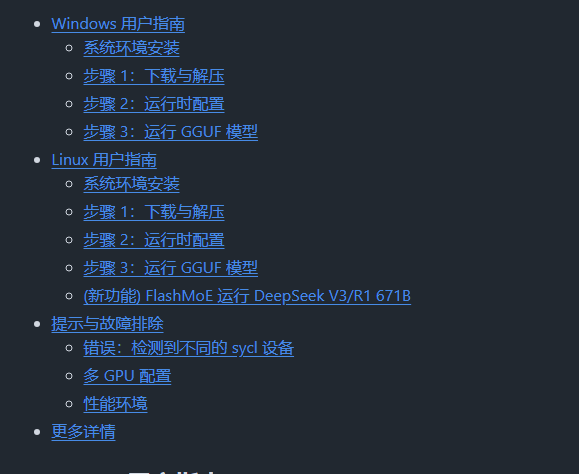 Windows 用户指南
系统环境安装
步骤 1：下载与解压
步骤 2：运行时配置
步骤 3：运行 GGUF 模型
Linux 用户指南
系统环境安装
步骤 1：下载与解压
步骤 2：运行时配置
步骤 3：运行 GGUF 模型
(新功能) FlashMoE 运行 DeepSeek V3/R1 671B
提示与故障排除
错误：检测到不同的 sycl 设备
多 GPU 配置
性能环境
更多详情